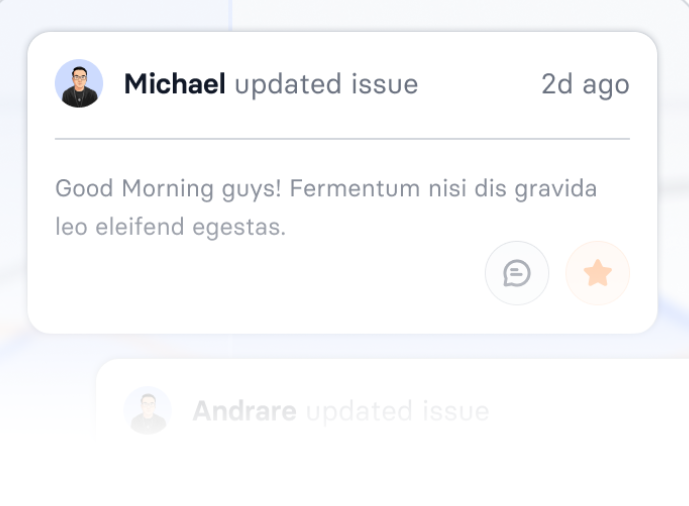 Michael updated issue 2d ago
Good Morning guys! Fermentum nisi dis gravida
leo eleifend egestas.
Andrare updated issue